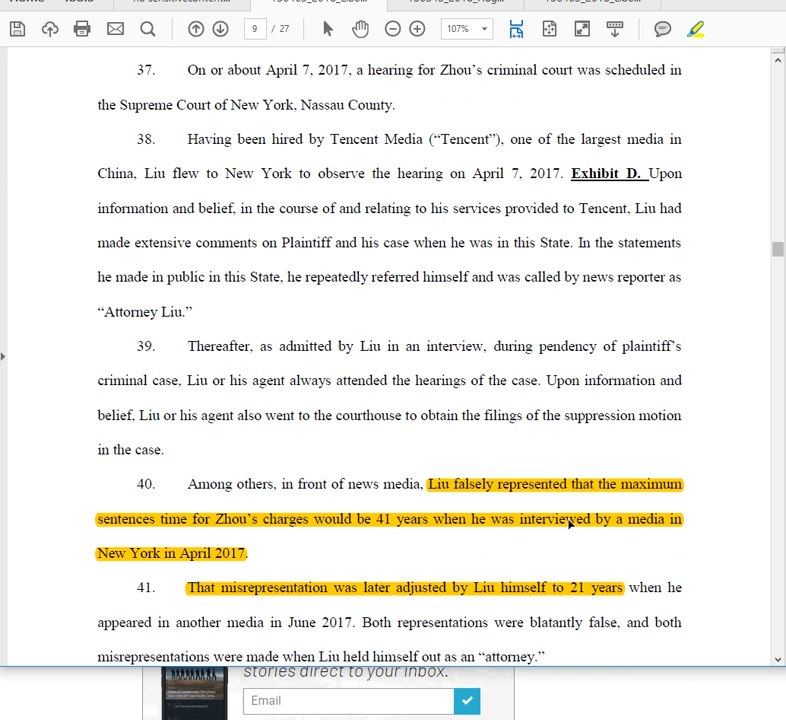 9 / 27
107%
37. On or about April 7, 2017, a hearing for Zhou’s criminal court was scheduled in
the Supreme Court of New York, Nassau County.
38. Having been hired by Tencent Media (“Tencent”), one of the largest media in
China, Liu flew to New York to observe the hearing on April 7, 2017. Exhibit D. Upon
information and belief, in the course of and relating to his services provided to Tencent, Liu had
made extensive comments on Plaintiff and his case when he was in this State. In the statements
he made in public in this State, he repeatedly referred himself and was called by news reporter as
“Attorney Liu.”
39. Thereafter, as admitted by Liu in an interview, during pendency of plaintiff’s
criminal case, Liu or his agent always attended the hearings of the case. Upon information and
belief, Liu or his agent also went to the courthouse to obtain the filings of the suppression motion
in the case.
40. Among others, in front of news media, Liu falsely represented that the maximum
sentences time for Zhou’s charges would be 41 years when he was interviewed by a media in
New York in April 2017.
41. That misrepresentation was later adjusted by Liu himself to 21 years when he
appeared in another media in June 2017. Both representations were blatantly false, and both
misrepresentations were made when Liu held himself out as an “attorney.”
stories direct to your inbox.
Email